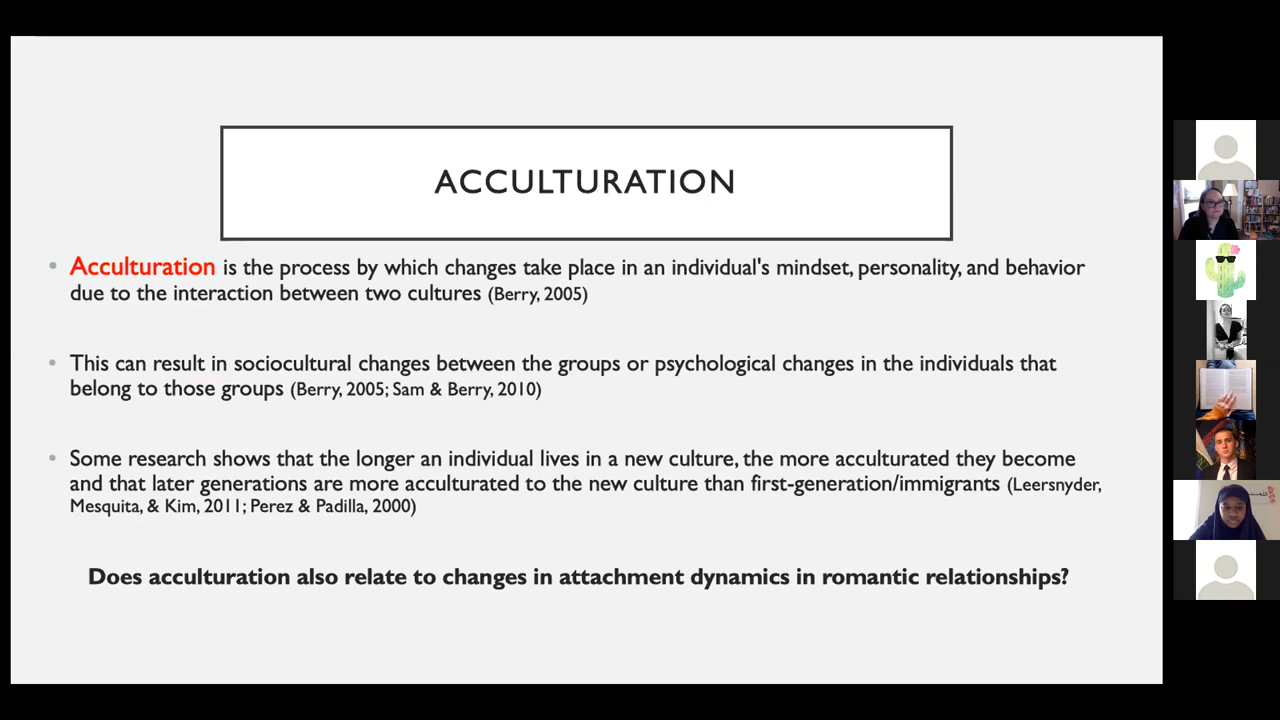 ACCULTURATION
• Acculturation is the process by which changes take place in an individual's mindset, personality, and behavior
due to the interaction between two cultures (Berry, 2005)
• This can result in sociocultural changes between the groups or psychological changes in the individuals that
belong to those groups (Berry, 2005; Sam & Berry, 2010)
• Some research shows that the longer an individual lives in a new culture, the more acculturated they become
and that later generations are more acculturated to the new culture than first-generation/immigrants (Leersnyder,
Mesquita, & Kim, 2011; Perez & Padilla, 2000)
Does acculturation also relate to changes in attachment dynamics in romantic relationships?